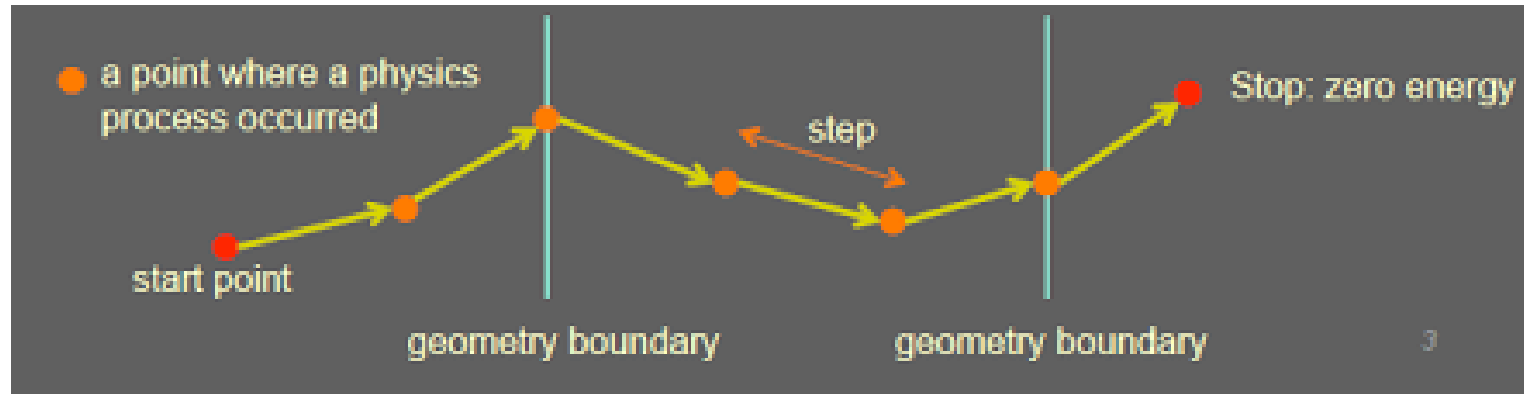 a point where a physics
process occurred
Stop: zero energy
step
start point
geometry boundary
geometry boundary
3